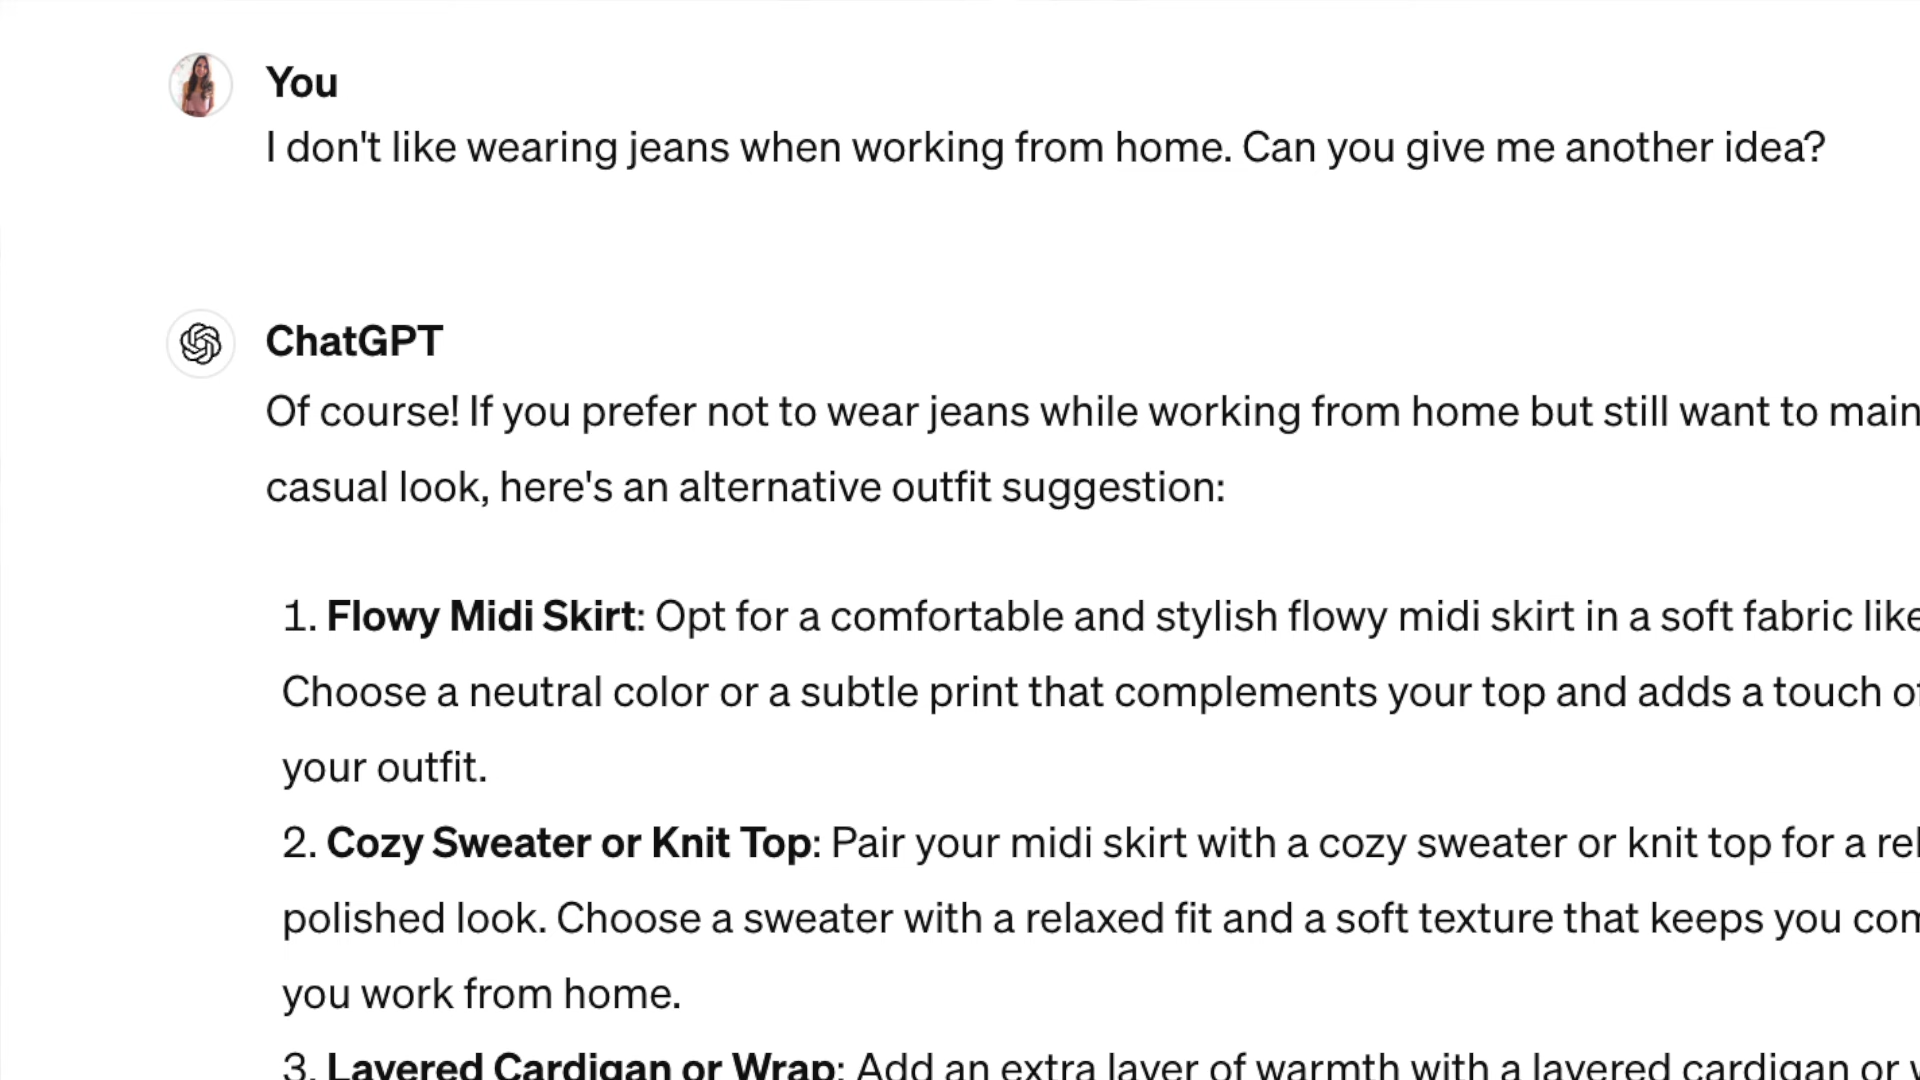 You
I don't like wearing jeans when working from home. Can you give me another idea?
ChatGPT
Of course! If you prefer not to wear jeans while working from home but still want to main
casual look, here's an alternative outfit suggestion:
1. Flowy Midi Skirt: Opt for a comfortable and stylish flowy midi skirt in a soft fabric like
Choose a neutral color or a subtle print that complements your top and adds a touch of
your outfit.
2. Cozy Sweater or Knit Top: Pair your midi skirt with a cozy sweater or knit top for a rel
polished look. Choose a sweater with a relaxed fit and a soft texture that keeps you com
you work from home.
3. Layered Cardigan or Wrap: Add an extra layer of warmth with a layered cardigan or